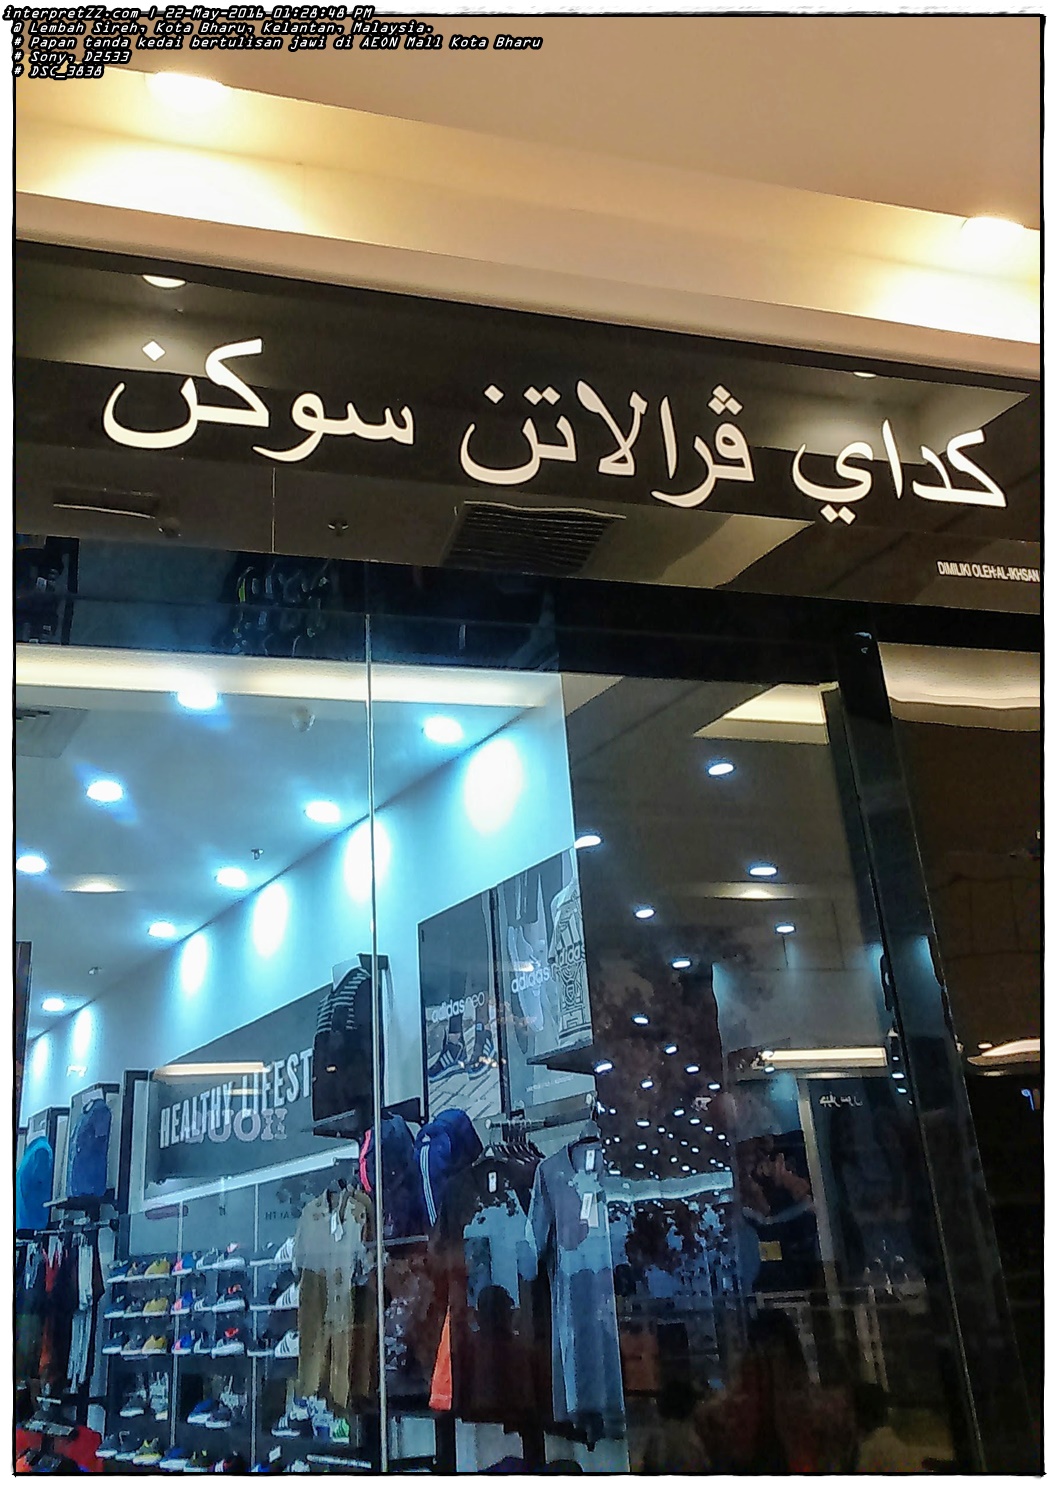 interpretZZ.com / 22-May-2016 01:28:48 PM
@ Lembah Sireh, Kota Bharu, Kelantan, Malaysia.
# Papan tanda kedai bertulisan jawi di AEON Mall Kota Bharu
# Sony, D2533
# DSC_3838
كداي ڤرالاتن سوكن
DIMILIKI OLEH:AL-IKHSAN
adidas
adidas
adidas neo
HEALTHY LIFEST